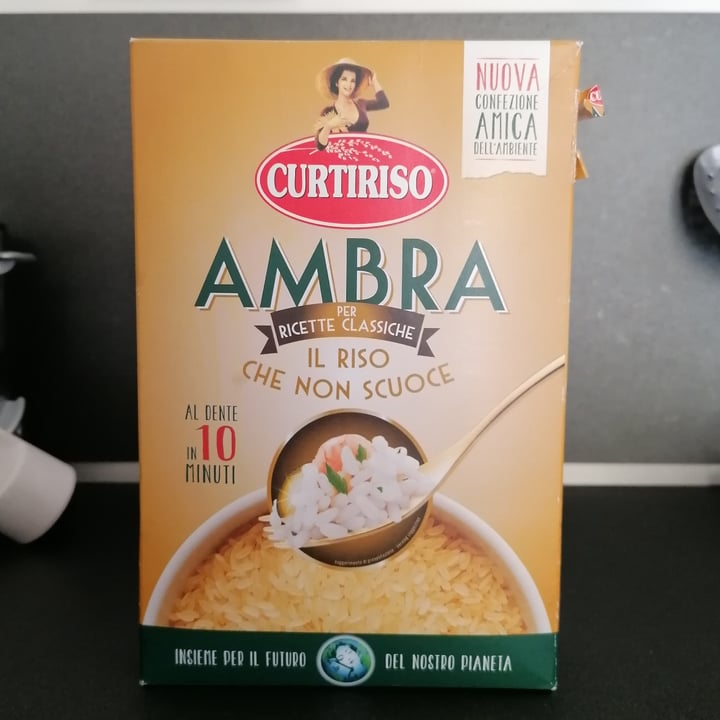 NUOVA
CONFEZIONE
AMICA
DELL'AMBIENTE
CURTIRISO
AMBRA
PER
RICETTE CLASSICHE
IL RISO
CHE NON SCUOCE
AL DENTE
IN 10
MINUTI
INSIEME PER IL FUTURO DEL NOSTRO PIANETA